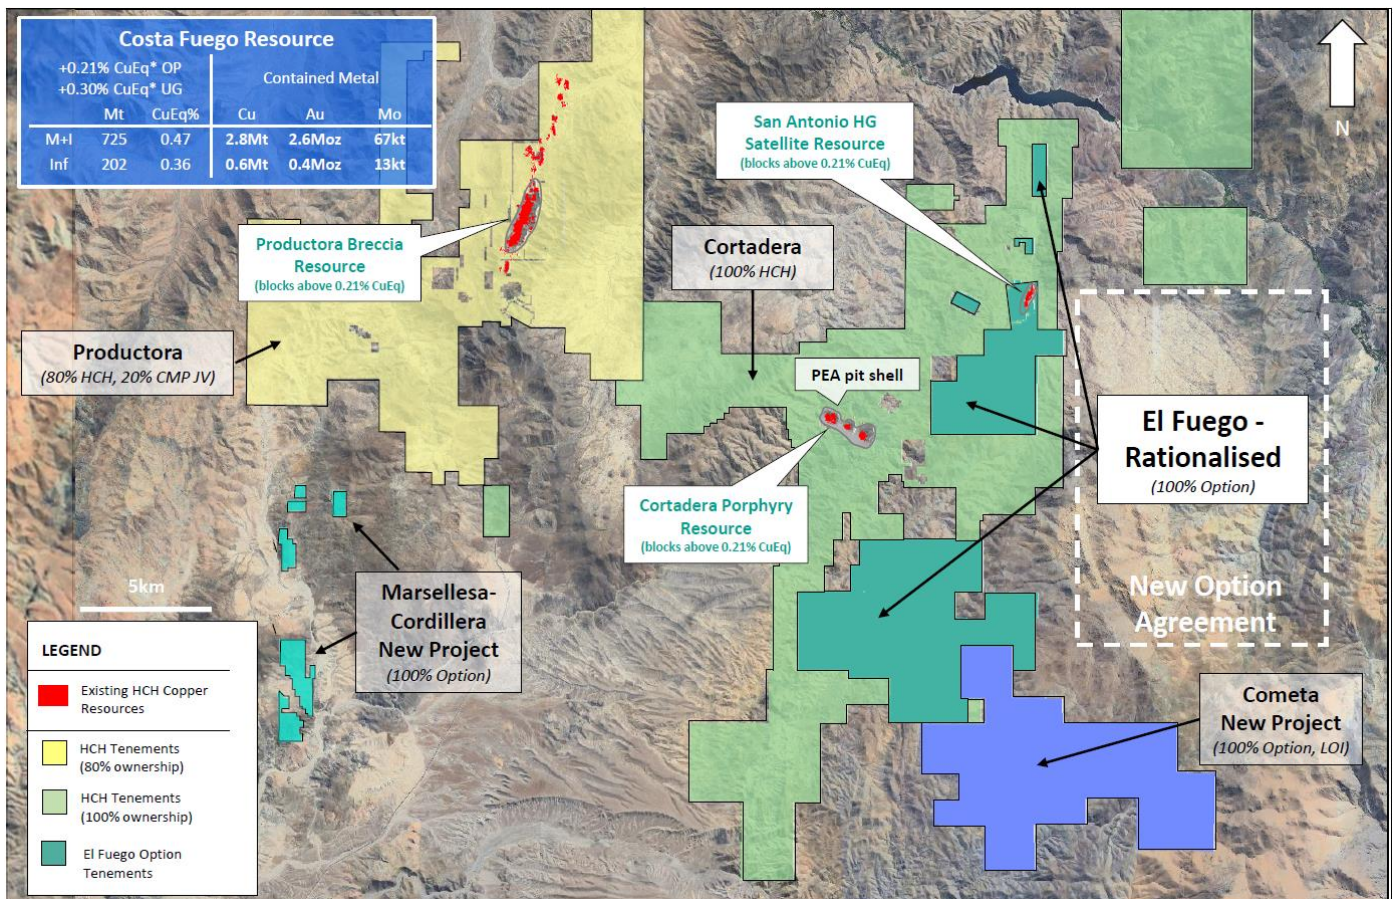 Costa Fuego Resource
+0.21% CuEq* OP
+0.30% CuEq* UG
Contained Metal
Mt CuEq% Cu Au Mo
M+I 725 0.47 2.8Mt 2.6Moz 67kt
Inf 202 0.36 0.6Mt 0.4Moz 13kt
N
San Antonio HG
Satellite Resource
(blocks above 0.21% CuEq)
Productora Breccia
Resource
(blocks above 0.21% CuEq)
Cortadera
(100% HCH)
Productora
(80% HCH, 20% CMP JV)
PEA pit shell
El Fuego -
Rationalised
(100% Option)
Cortadera Porphyry
Resource
(blocks above 0.21% CuEq)
New Option
Agreement
5km
Marsellesa-
Cordillera
New Project
(100% Option)
Cometa
New Project
(100% Option, LOI)
LEGEND
Existing HCH Copper
Resources
HCH Tenements
(80% ownership)
HCH Tenements
(100% ownership)
El Fuego Option
Tenements